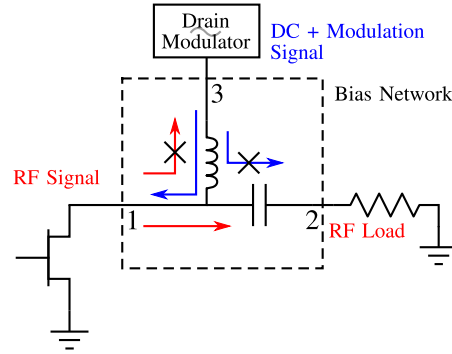 Drain
Modulator
DC + Modulation
Signal
3
Bias Network
RF Signal
1
2
RF Load